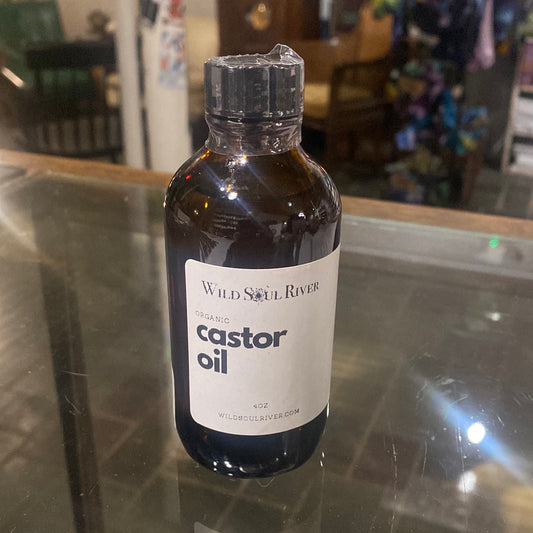 WILD SOUL RIVER
ORGANIC
castor
oil
4OZ
WILDSOULRIVER.COM